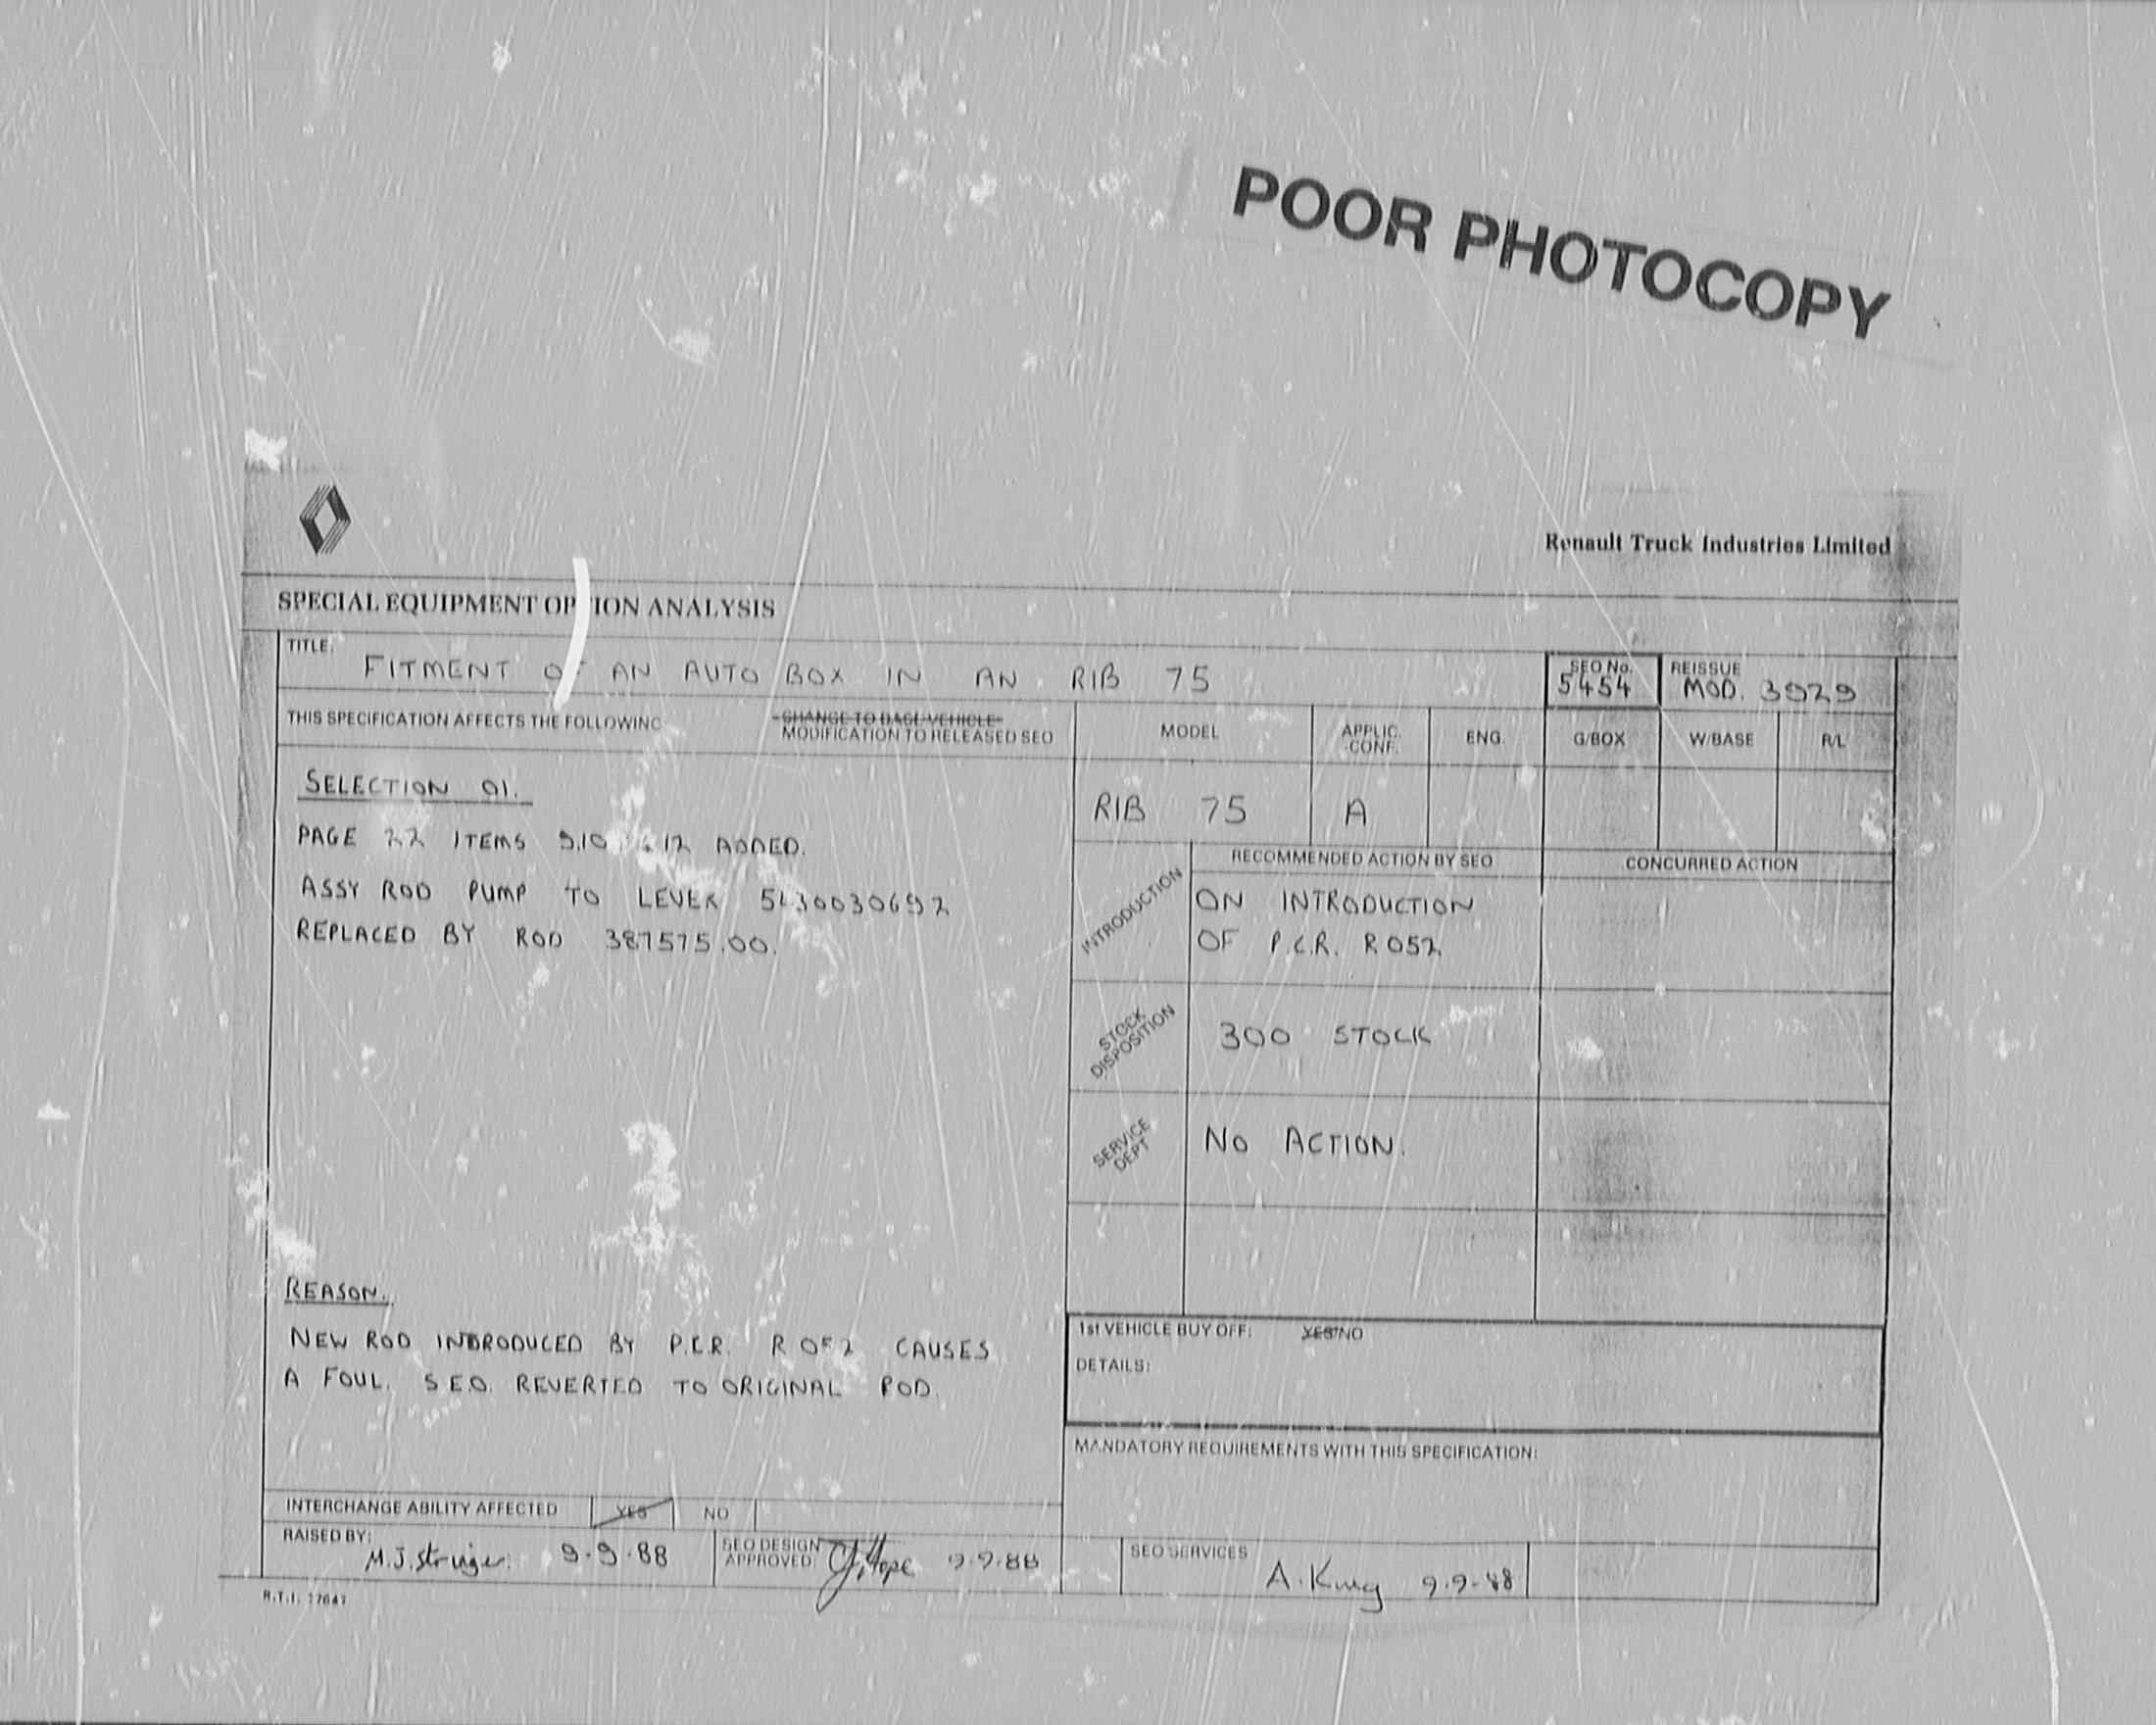 POOR PHOTOCOPY
Renault Truck Industries Limited
SPECIAL EQUIPMENT OP ION ANALYSIS
TITLE: FITMENT OF AN AUTO BOX IN AN RIB 75
SEO No. 5454
REISSUE MOD. 3929
THIS SPECIFICATION AFFECTS THE FOLLOWING
CHANGE TO BASE VEHICLE
MODIFICATION TO RELEASED SEO
MODEL APPLIC. CONF. ENG. G/BOX W/BASE R/L
RIB 75 A
SELECTION 01.
PAGE 22 ITEMS 9,10 12 ADDED.
ASSY ROD PUMP TO LEVER
REPLACED BY ROD 387575.00.
RECOMMENDED ACTION BY SEO CONCURRED ACTION
INTRODUCTION
ON INTRODUCTION
OF P.C.R. R052
STOCK DISPOSITION
300 STOCK
SERVICE DEPT
NO ACTION.
REASON.
NEW ROD INTRODUCED BY P.C.R. R 052 CAUSES
A FOUL. S.E.O. REVERTED TO ORIGINAL ROD.
1st VEHICLE BUY OFF: YES/NO
DETAILS:
MANDATORY REQUIREMENTS WITH THIS SPECIFICATION:
INTERCHANGE ABILITY AFFECTED YES NO
RAISED BY: M.J. Stringer. 9.9.88
SEO DESIGN APPROVED: Hope 9.9.88
SEO SERVICES A. King 9.9.88
R.T.I.